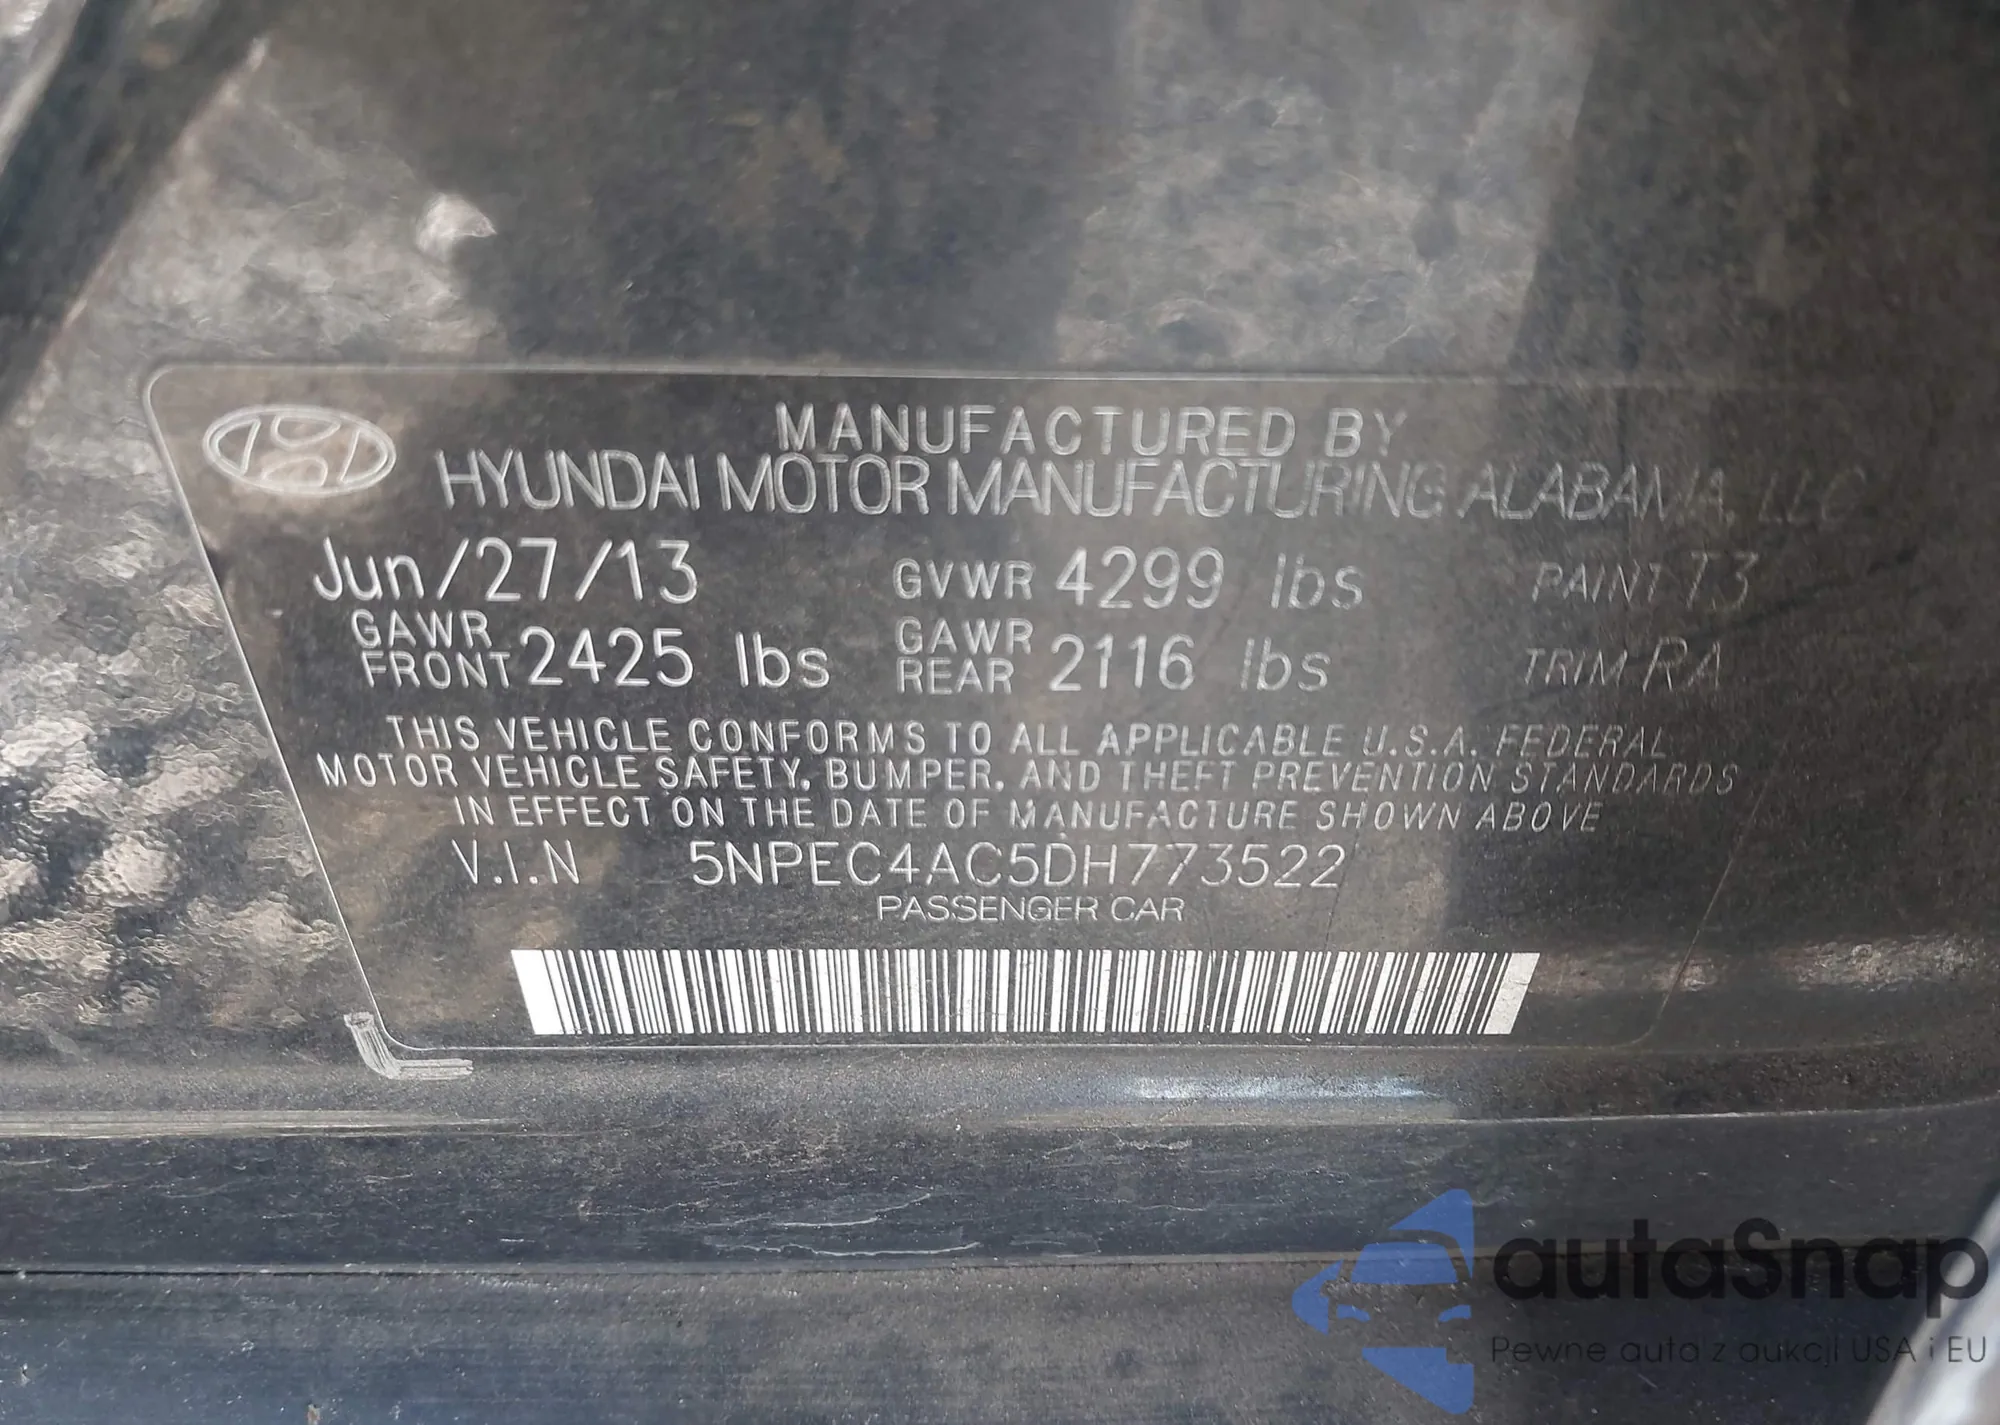 MANUFACTURED BY
HYUNDAI MOTOR MANUFACTURING ALABAMA, LLC
Jun/27/13 GVWR 4299 lbs PAINT T3
GAWR FRONT 2425 lbs GAWR REAR 2116 lbs TRIM RA
THIS VEHICLE CONFORMS TO ALL APPLICABLE U.S.A. FEDERAL
MOTOR VEHICLE SAFETY, BUMPER, AND THEFT PREVENTION STANDARDS
IN EFFECT ON THE DATE OF MANUFACTURE SHOWN ABOVE
V.I.N 5NPEC4AC5DH773522
PASSENGER CAR
autaSnap
Pewne auta z aukcji USA i EU